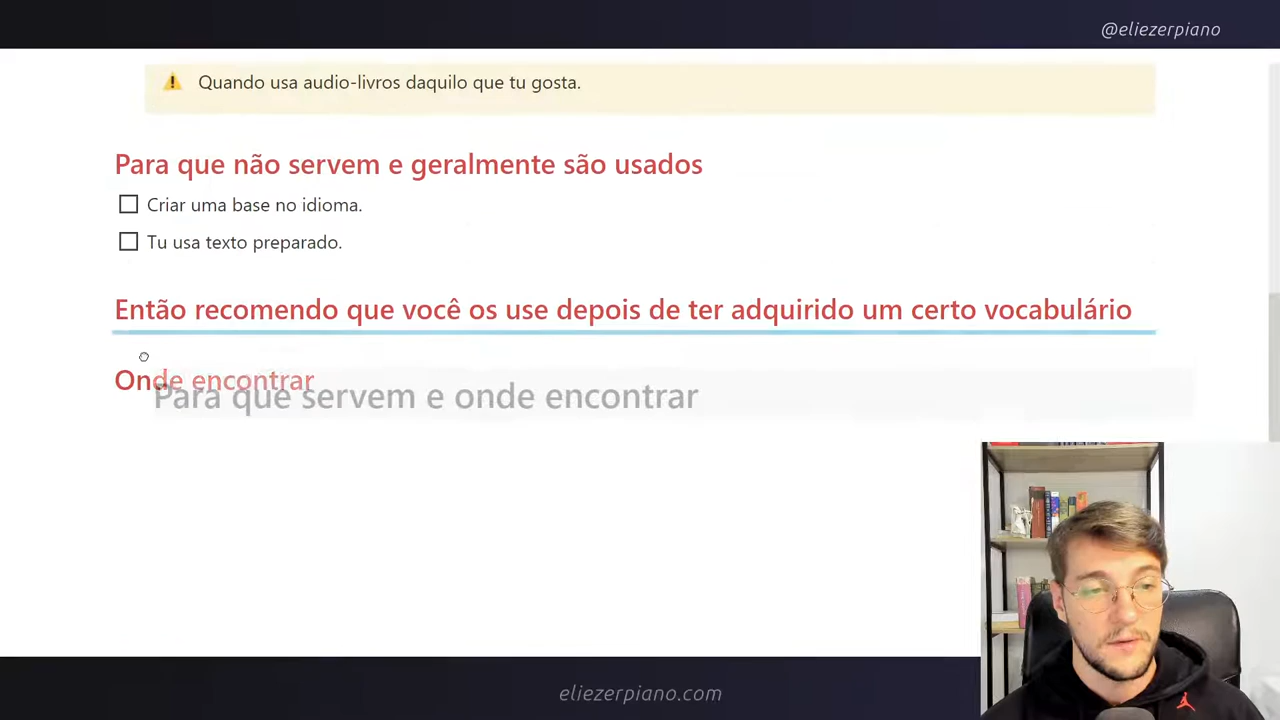 @eliezerpiano
Quando usa audio-livros daquilo que tu gosta.
Para que não servem e geralmente são usados
Criar uma base no idioma.
Tu usa texto preparado.
Então recomendo que você os use depois de ter adquirido um certo vocabulário
Onde encontrar
Para que servem e onde encontrar
eliezerpiano.com